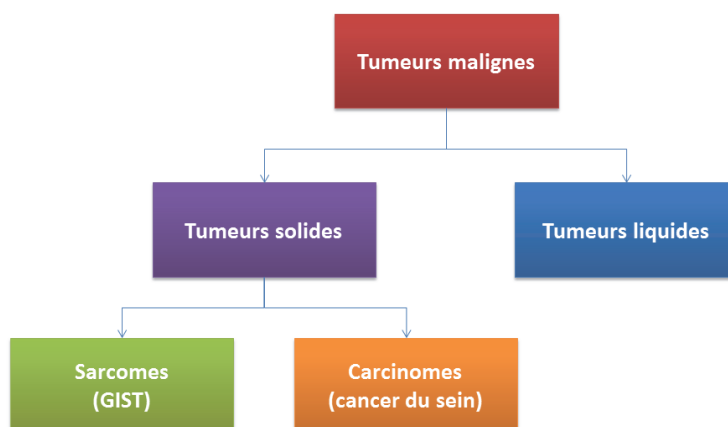 Tumeurs malignes
Tumeurs solides
Tumeurs liquides
Sarcomes
(GIST)
Carcinomes
(cancer du sein)